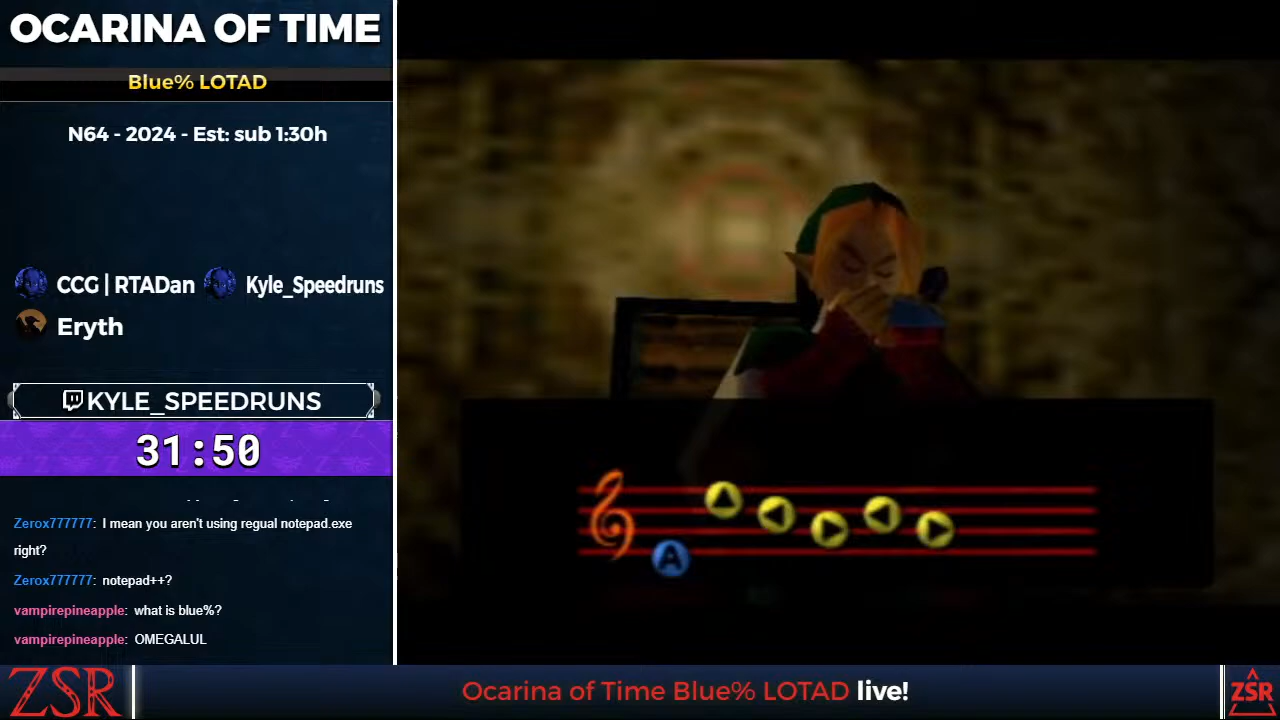 OCARINA OF TIME
Blue% LOTAD
N64 - 2024 - Est: sub 1:30h
CCG | RTADan Kyle_Speedruns
Eryth
KYLE_SPEEDRUNS
31:50
Zerox777777: I mean you aren't using regual notepad.exe
right?
Zerox777777: notepad++?
vampirepineapple: what is blue%?
vampirepineapple: OMEGALUL
A
ZSR
Ocarina of Time Blue% LOTAD live!
ZSR